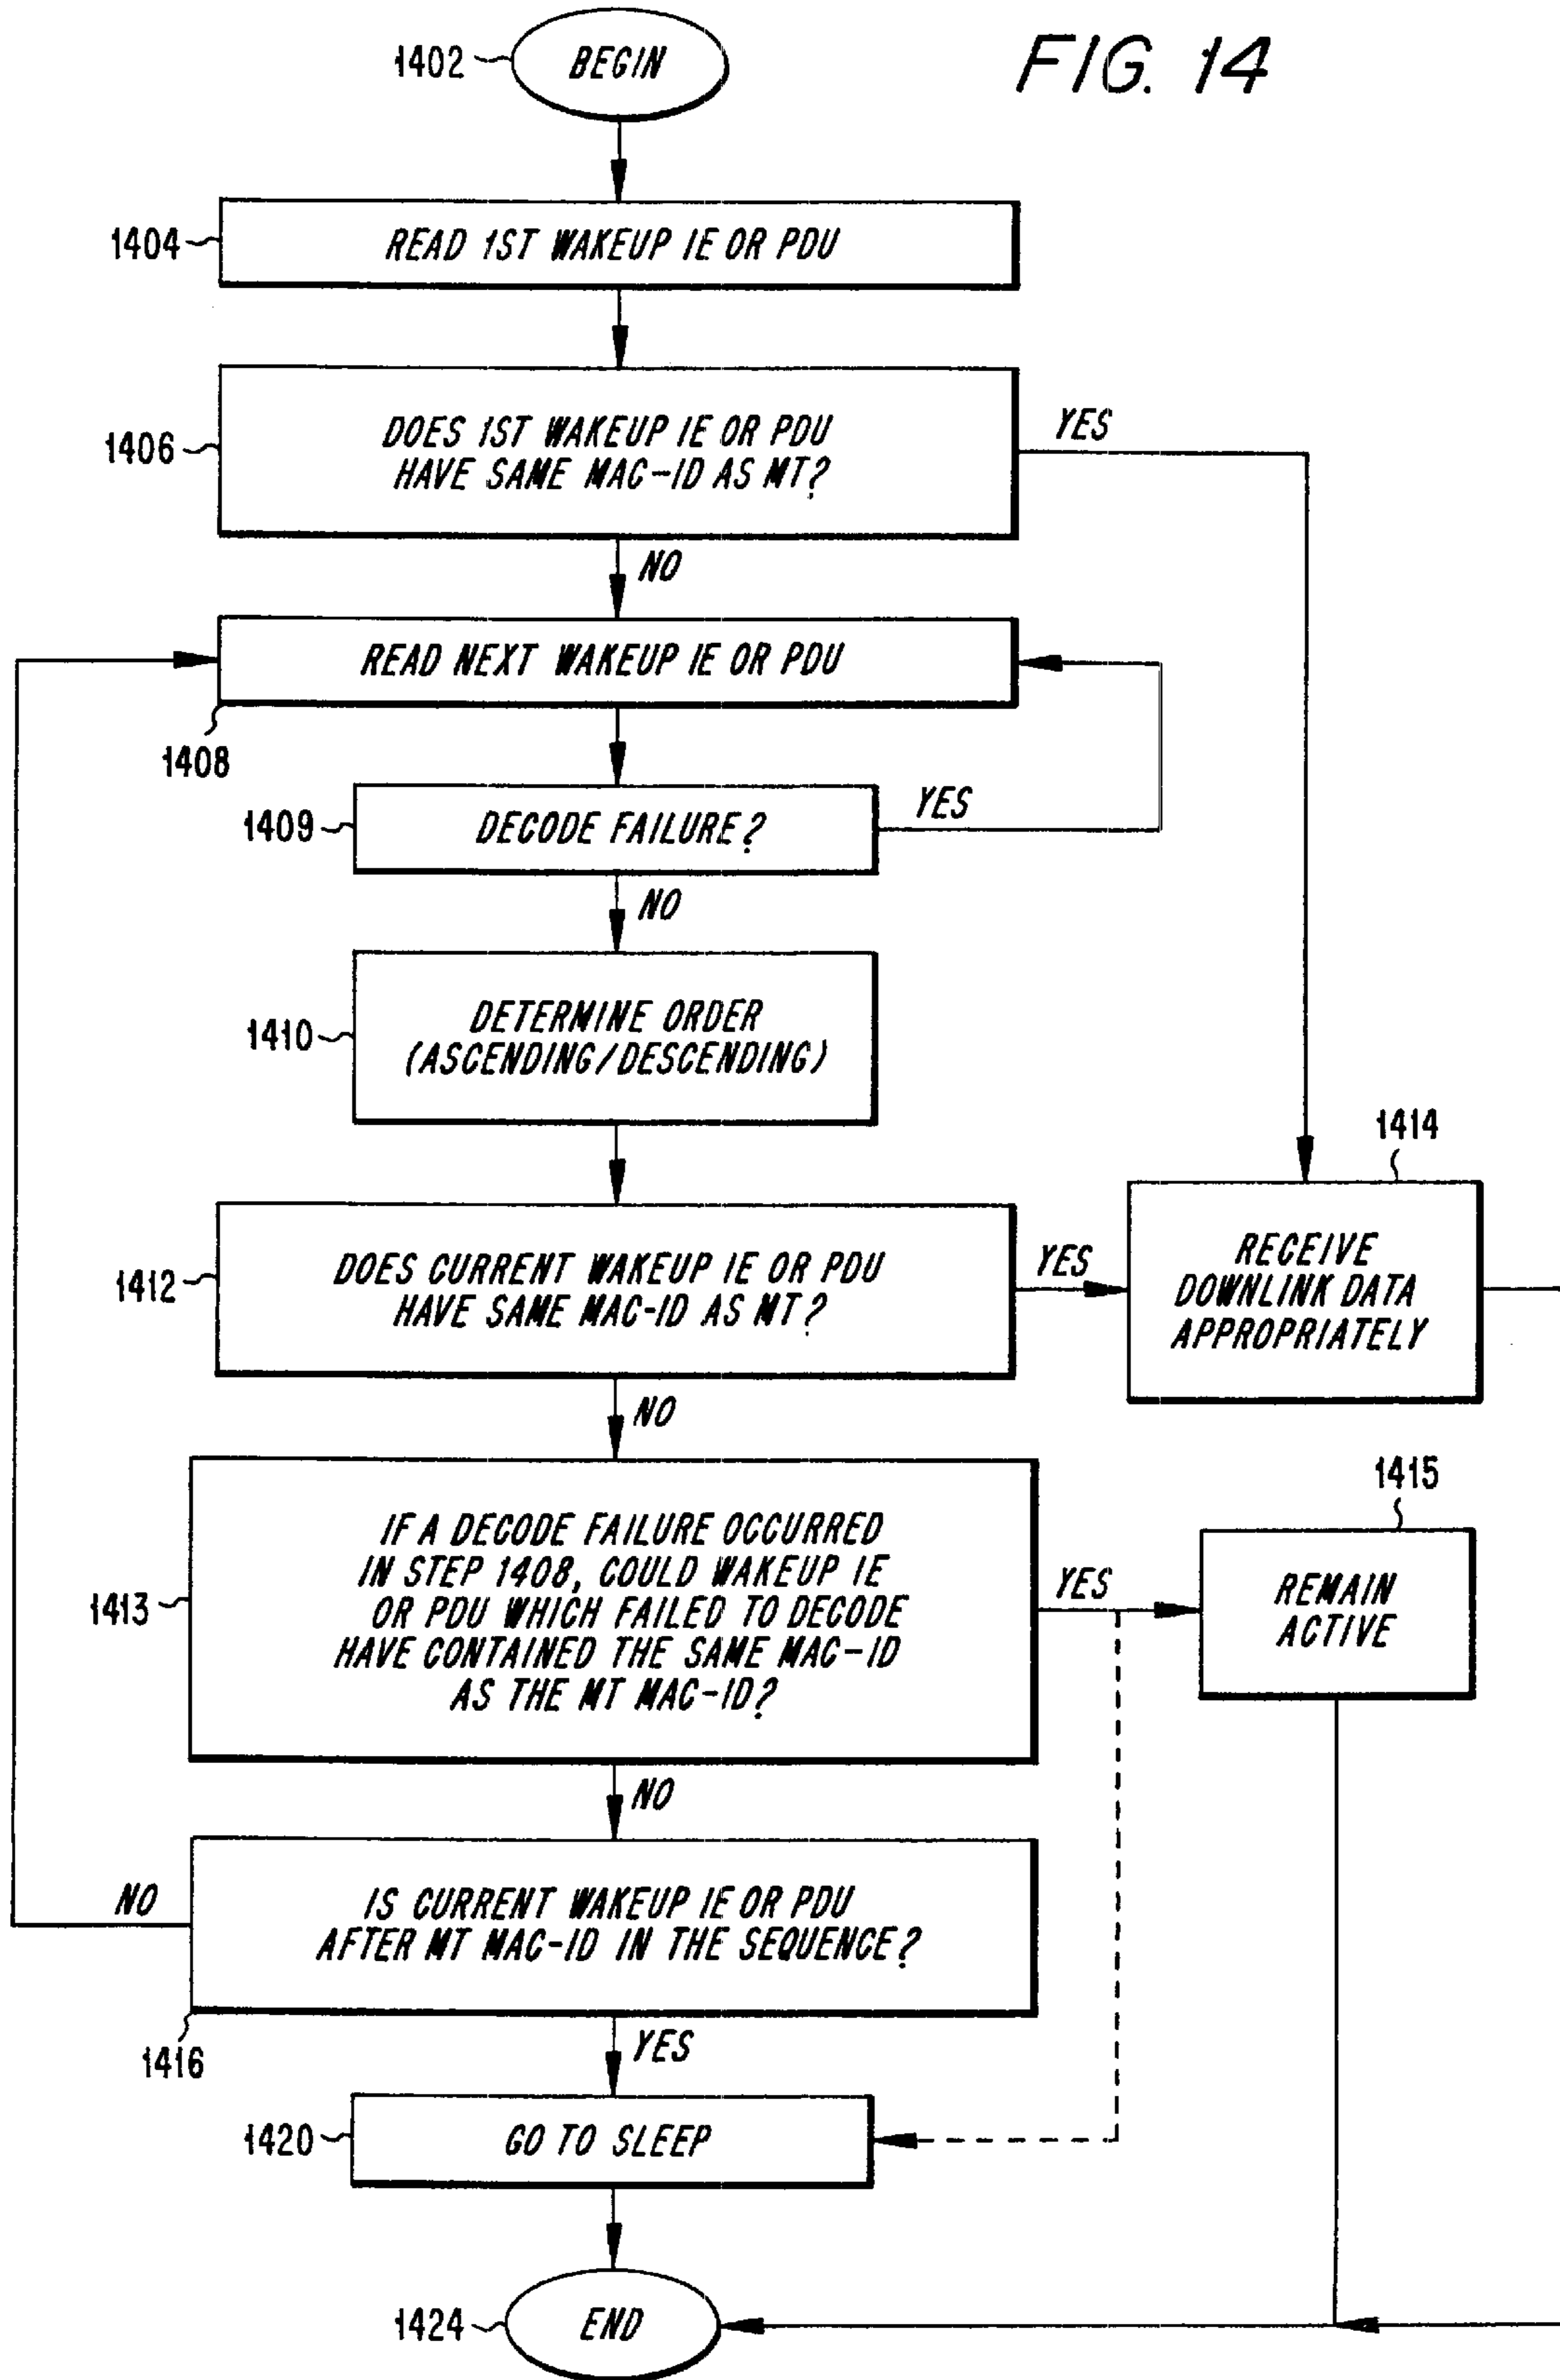 FIG. 14
1402
BEGIN
1404
READ 1ST WAKEUP IE OR PDU
1406
DOES 1ST WAKEUP IE OR PDU
HAVE SAME MAC-ID AS MT?
YES
NO
READ NEXT WAKEUP IE OR PDU
1408
1409
DECODE FAILURE?
YES
NO
1410
DETERMINE ORDER
(ASCENDING/DESCENDING)
1412
DOES CURRENT WAKEUP IE OR PDU
HAVE SAME MAC-ID AS MT?
YES
1414
RECEIVE
DOWNLINK DATA
APPROPRIATELY
NO
1413
IF A DECODE FAILURE OCCURRED
IN STEP 1408, COULD WAKEUP IE
OR PDU WHICH FAILED TO DECODE
HAVE CONTAINED THE SAME MAC-ID
AS THE MT MAC-ID?
YES
1415
REMAIN
ACTIVE
NO
IS CURRENT WAKEUP IE OR PDU
AFTER MT MAC-ID IN THE SEQUENCE?
NO
1416
YES
1420
GO TO SLEEP
1424
END